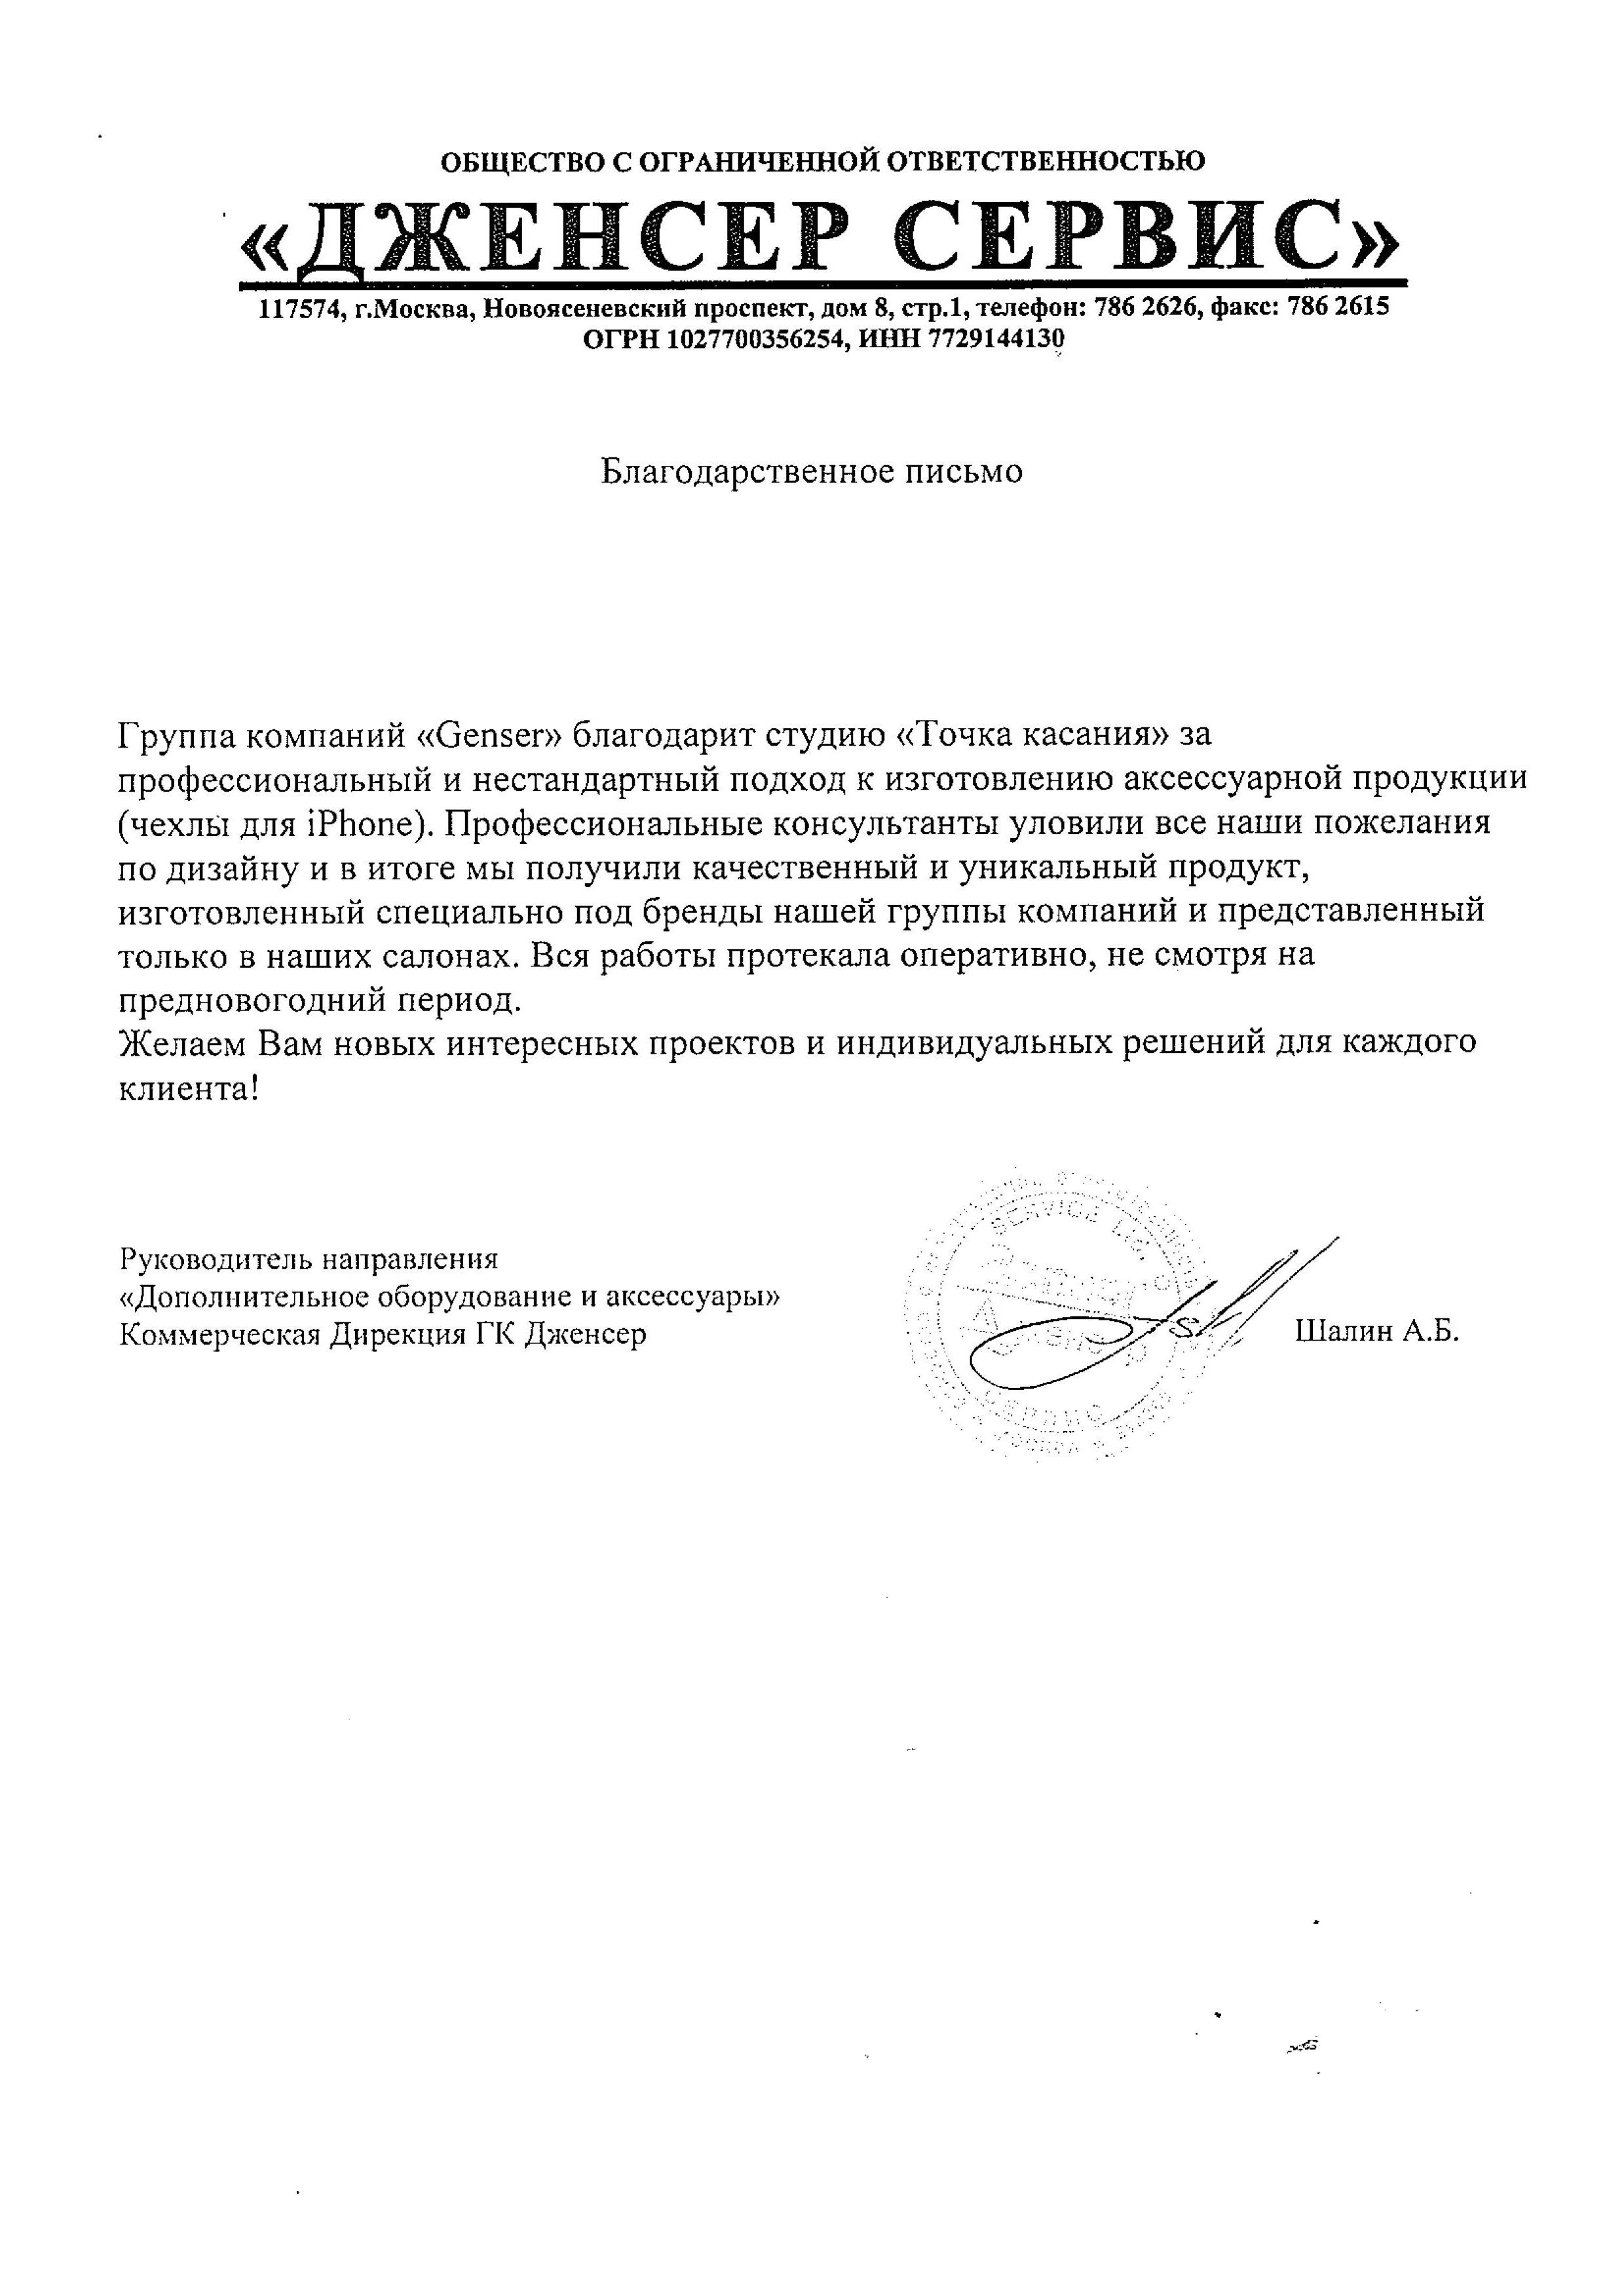 ОБЩЕСТВО С ОГРАНИЧЕННОЙ ОТВЕТСТВЕННОСТЬЮ
«ДЖЕНСЕР СЕРВИС»
117574, г.Москва, Новоясеневский проспект, дом 8, стр.1, телефон: 786 2626, факс: 786 2615
ОГРН 1027700356254, ИНН 7729144130
Благодарственное письмо
Группа компаний «Genser» благодарит студию «Точка касания» за
профессиональный и нестандартный подход к изготовлению аксессуарной продукции
(чехлы для iPhone). Профессиональные консультанты уловили все наши пожелания
по дизайну и в итоге мы получили качественный и уникальный продукт,
изготовленный специально под бренды нашей группы компаний и представленный
только в наших салонах. Вся работы протекала оперативно, не смотря на
предновогодний период.
Желаем Вам новых интересных проектов и индивидуальных решений для каждого
клиента!
SERVICE Ltd.
Руководитель направления
«Дополнительное оборудование и аксессуары»
Коммерческая Дирекция ГК Дженсер
Шалин А.Б.